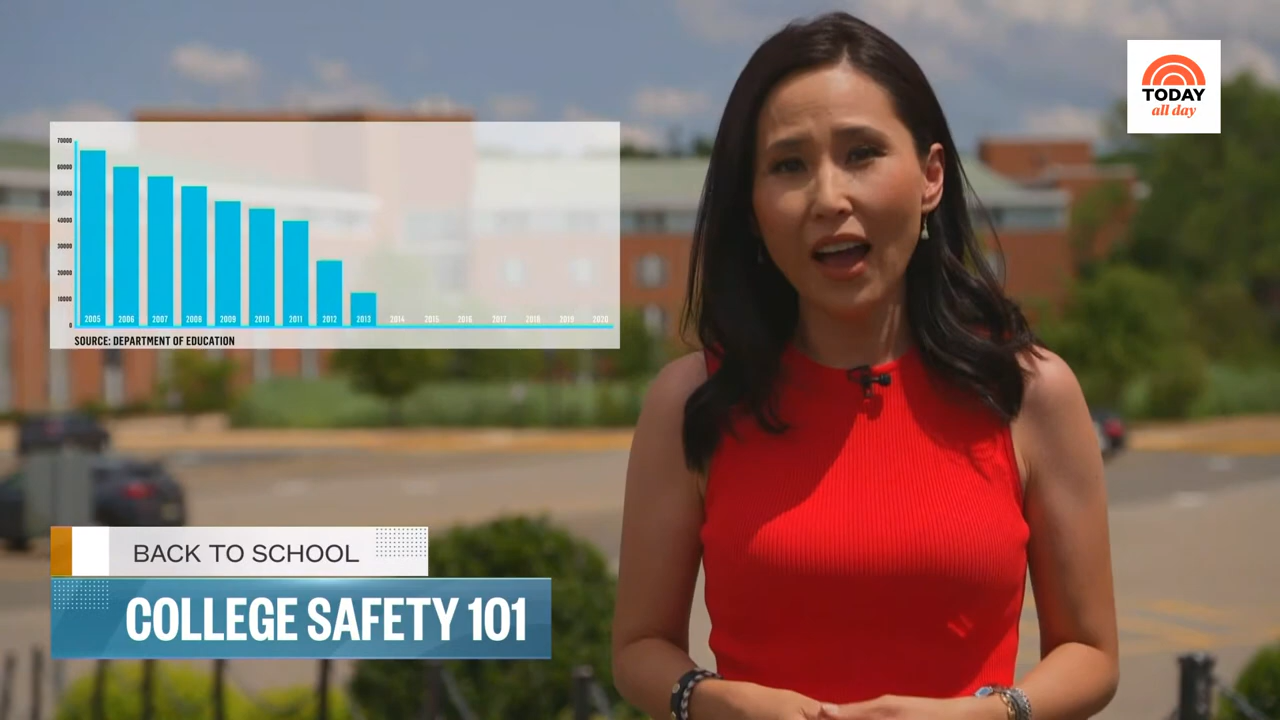 TODAY
all day
70000
60000
50000
40000
30000
20000
10000
0
2005 2006 2007 2008 2009 2010 2011 2012 2013 2014 2015 2016 2017 2018 2019 2020
SOURCE: DEPARTMENT OF EDUCATION
BACK TO SCHOOL
COLLEGE SAFETY 101